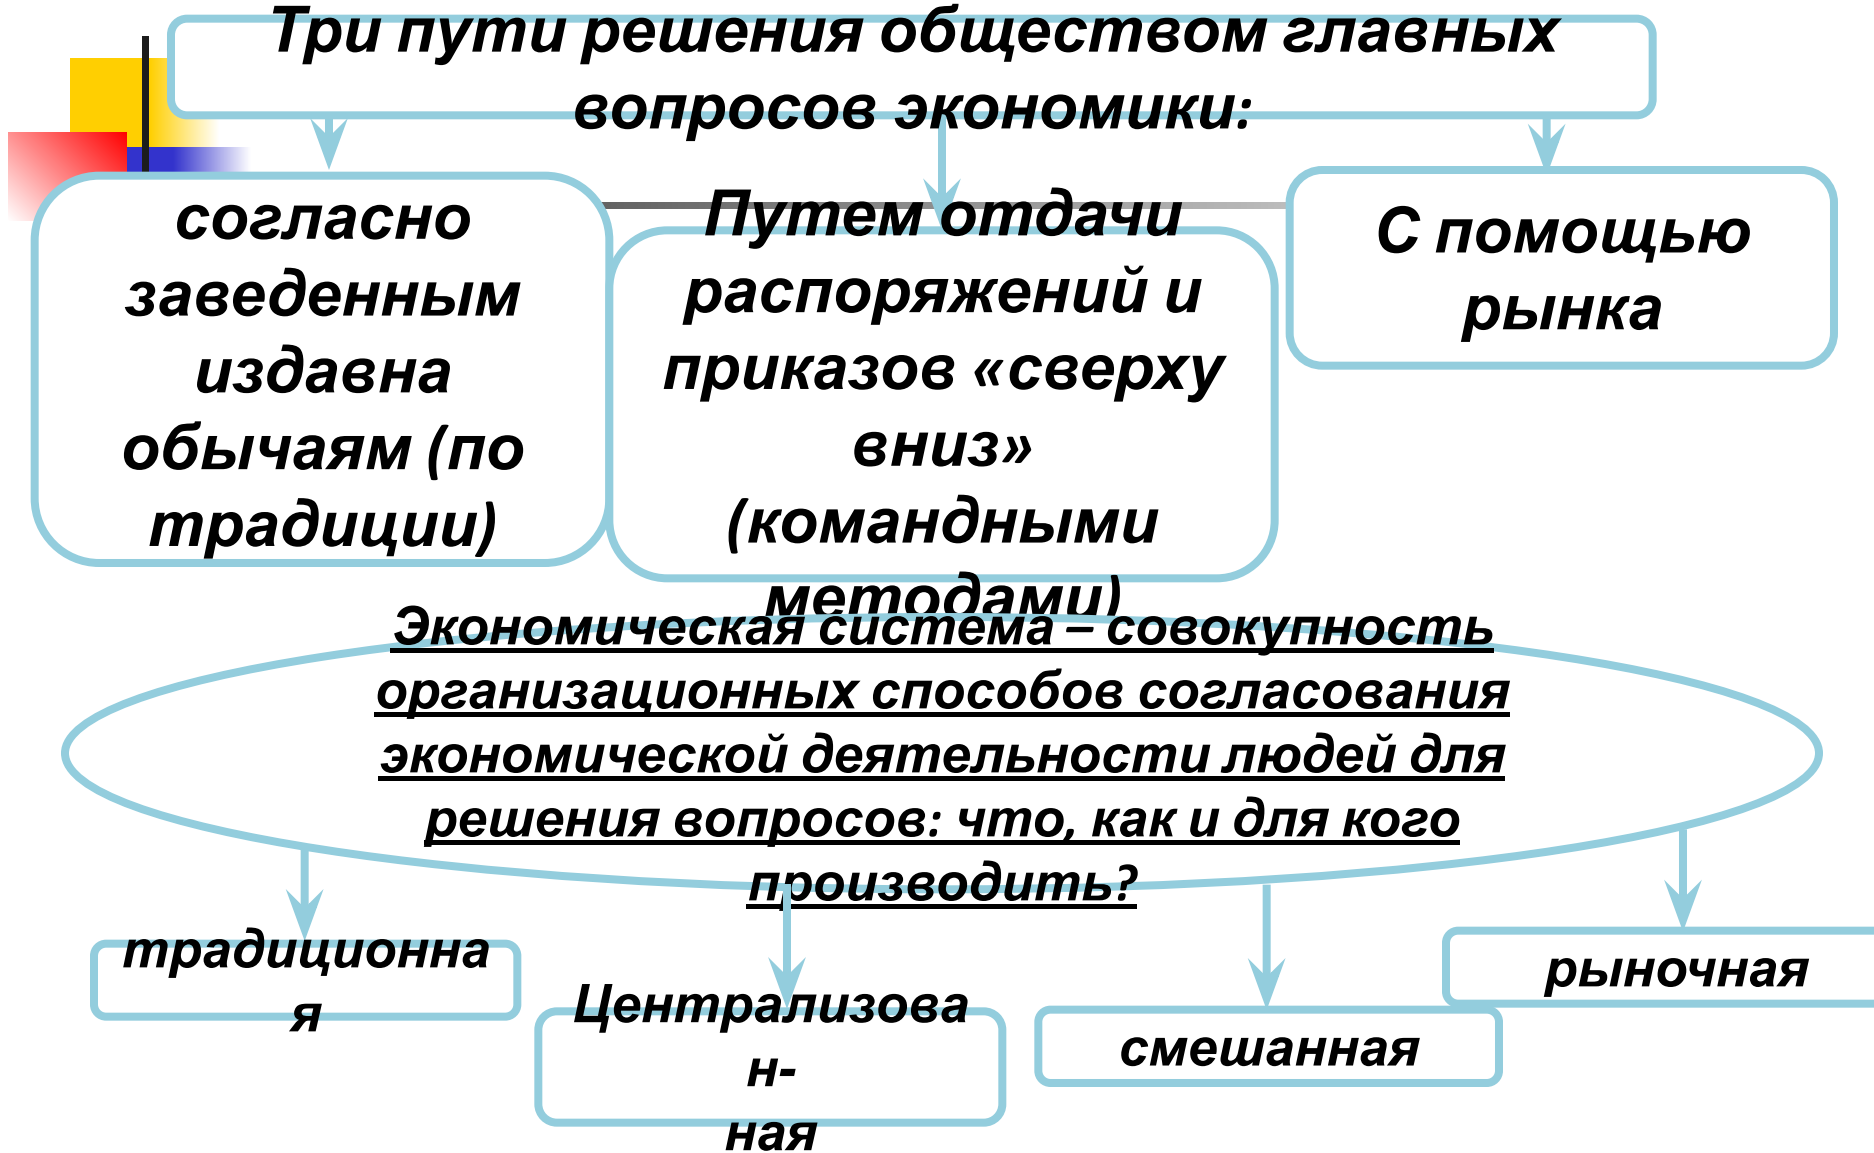 Три пути решения обществом главных
вопросов экономики:
согласно
заведенным
издавна
обычаям (по
традиции)
Путем отдачи
распоряжений и
приказов «сверху
вниз»
(командными
методами)
С помощью
рынка
Экономическая система – совокупность
организационных способов согласования
экономической деятельности людей для
решения вопросов: что, как и для кого
производить?
традиционна
я
Централизова
н-
ная
смешанная
рыночная